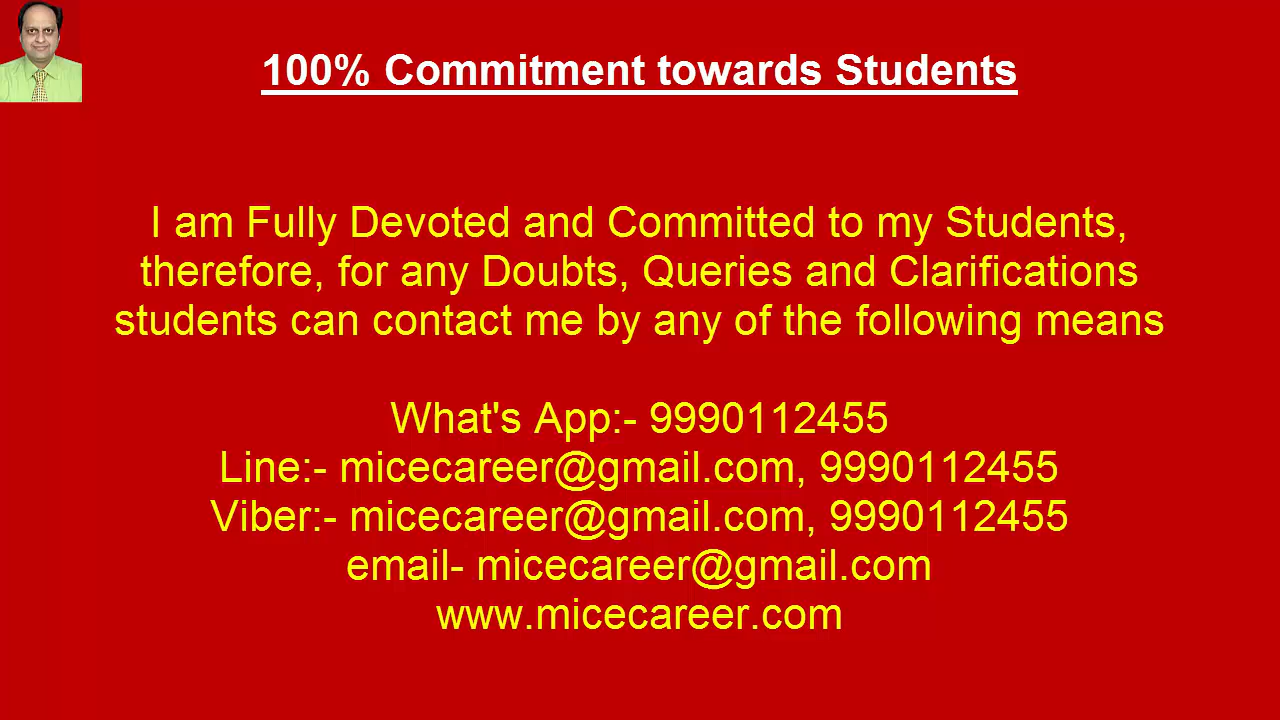 100% Commitment towards Students
I am Fully Devoted and Committed to my Students,
therefore, for any Doubts, Queries and Clarifications
students can contact me by any of the following means
What's App:- 9990112455
Line:- micecareer@gmail.com, 9990112455
Viber:- micecareer@gmail.com, 9990112455
email- micecareer@gmail.com
www.micecareer.com